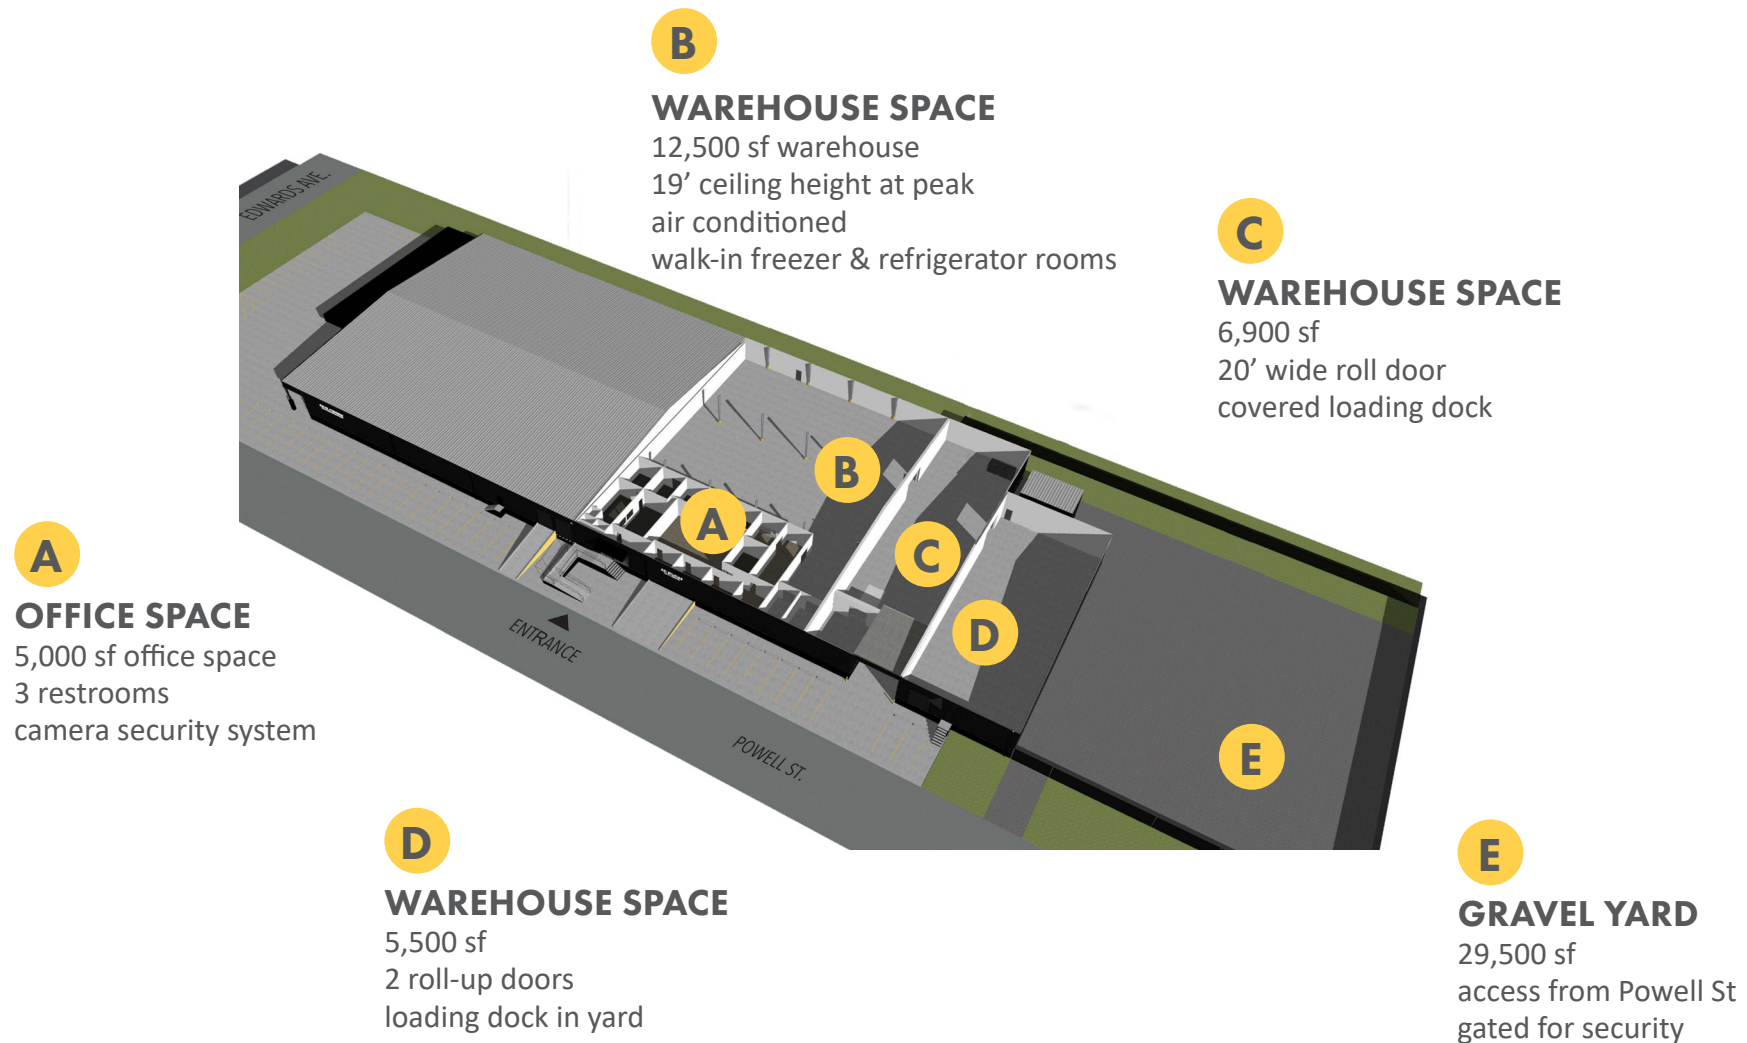 B
WAREHOUSE SPACE
12,500 sf warehouse
19’ ceiling height at peak
air conditioned
walk-in freezer & refrigerator rooms
C
WAREHOUSE SPACE
6,900 sf
20’ wide roll door
covered loading dock
EDWARDS AVE.
B
A
C
D
E
ENTRANCE
POWELL ST.
A
OFFICE SPACE
5,000 sf office space
3 restrooms
camera security system
D
WAREHOUSE SPACE
5,500 sf
2 roll-up doors
loading dock in yard
E
GRAVEL YARD
29,500 sf
access from Powell St
gated for security